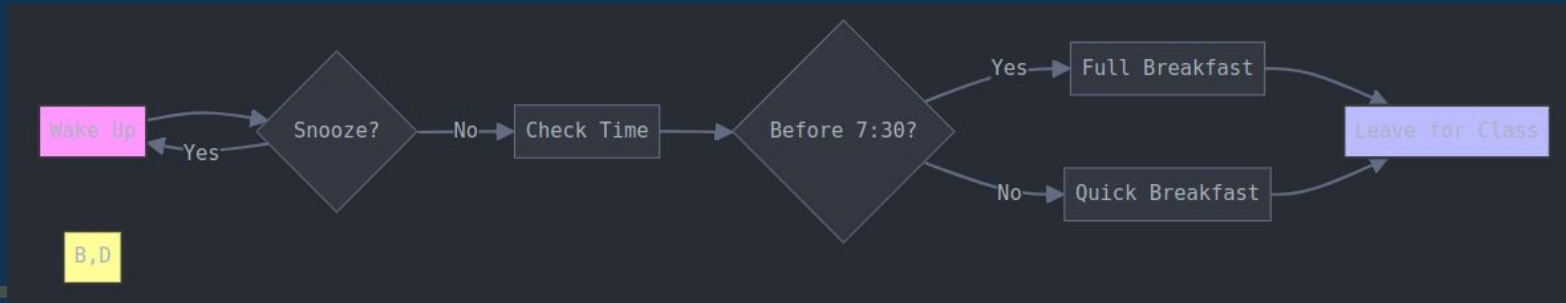 Wake Up
Yes
Snooze?
No
Check Time
Before 7:30?
Yes
Full Breakfast
No
Quick Breakfast
Leave for Class
B,D